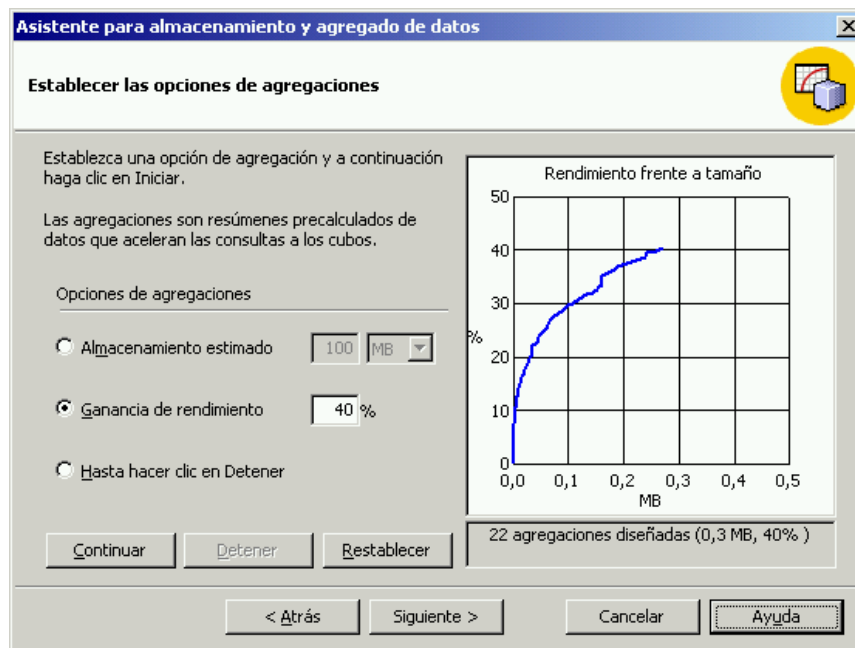 Asistente para almacenamiento y agregado de datos
Establecer las opciones de agregaciones
Establezca una opción de agregación y a continuación
haga clic en Iniciar.
Las agregaciones son resúmenes precalculados de
datos que aceleran las consultas a los cubos.
Opciones de agregaciones
Almacenamiento estimado 100 MB
Ganancia de rendimiento 40 %
Hasta hacer clic en Detener
Continuar Detener Restablecer
Rendimiento frente a tamaño
50
40
30
%
20
10
0
0,0 0,1 0,2 0,3 0,4 0,5
MB
22 agregaciones diseñadas (0,3 MB, 40% )
< Atrás Siguiente > Cancelar Ayuda